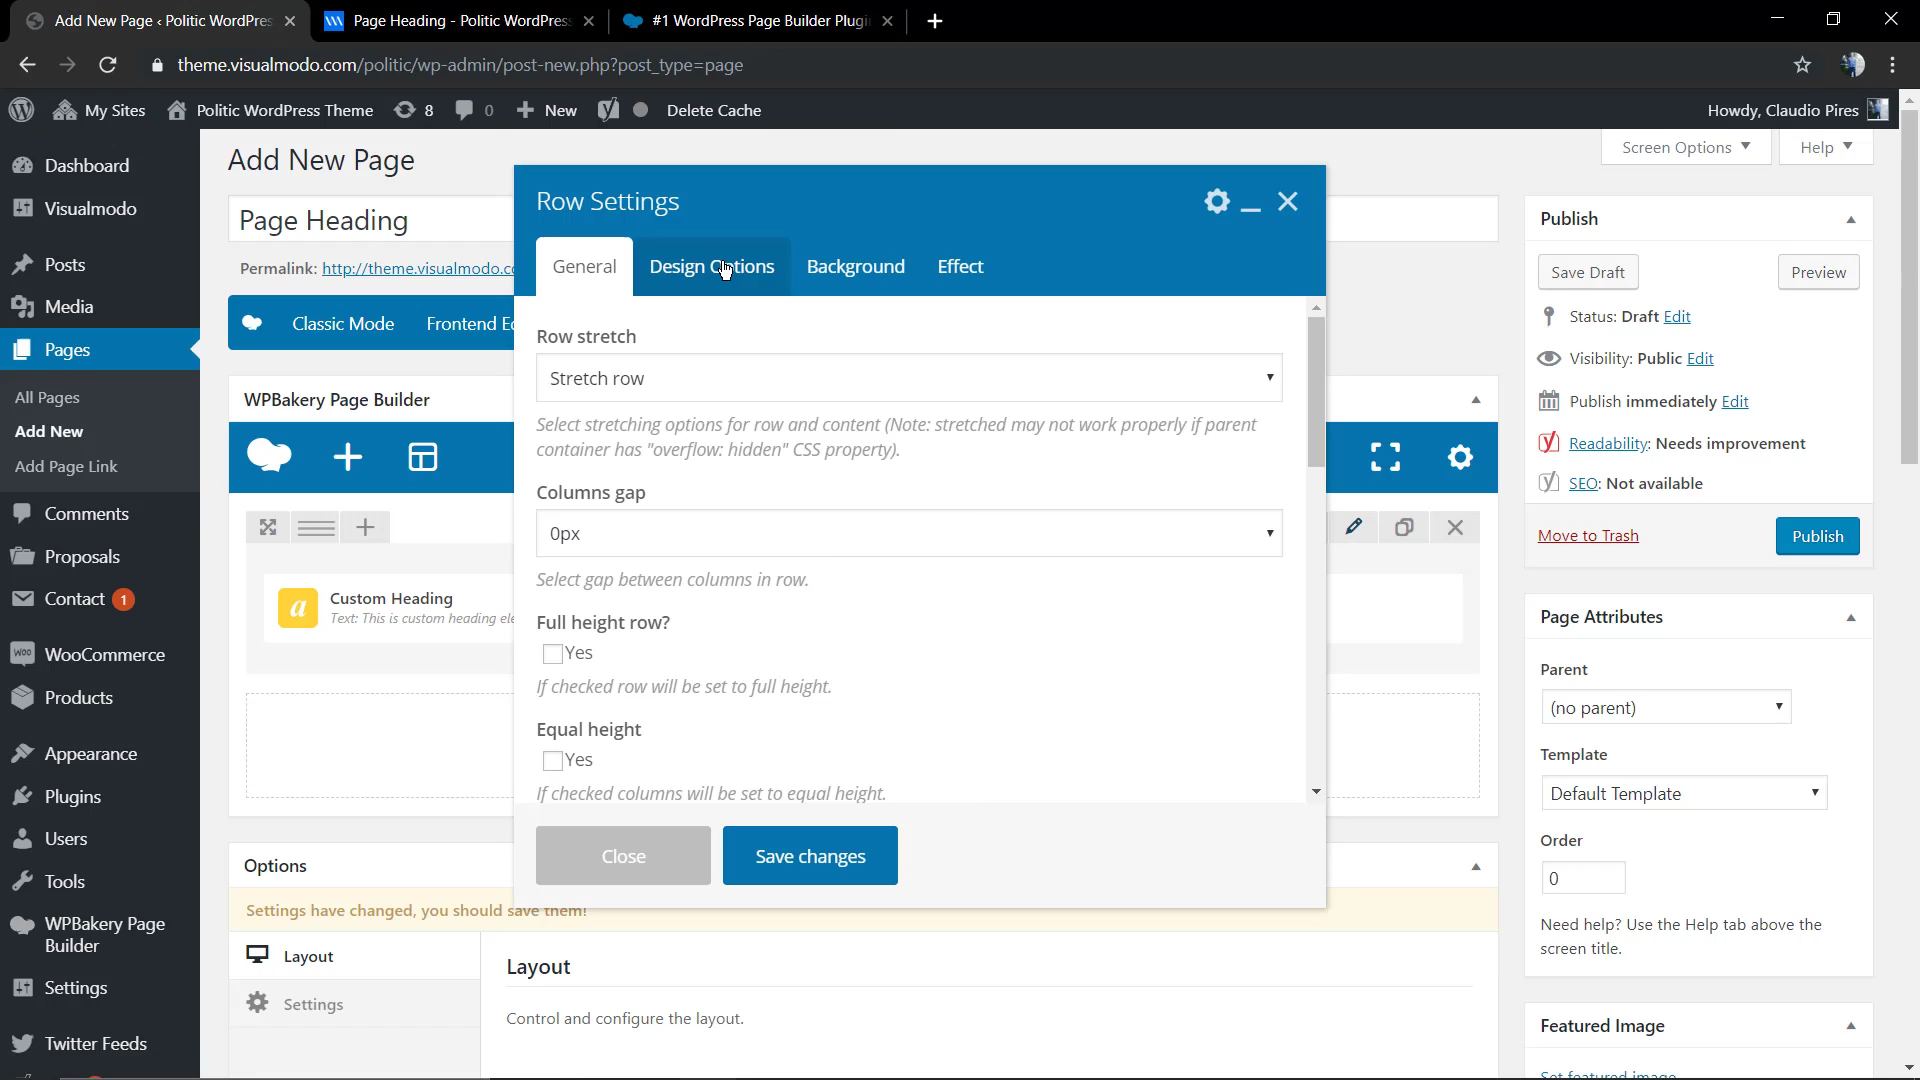 Add New Page ‹ Politic WordPres
Page Heading - Politic WordPres
#1 WordPress Page Builder Plugi
theme.visualmodo.com/politic/wp-admin/post-new.php?post_type=page
My Sites
Politic WordPress Theme
8
0
New
Delete Cache
Howdy, Claudio Pires
Dashboard
Visualmodo
Posts
Media
Pages
All Pages
Add New
Add Page Link
Comments
Proposals
Contact 1
WooCommerce
Products
Appearance
Plugins
Users
Tools
WPBakery Page
Builder
Settings
Twitter Feeds
Add New Page
Screen Options
Help
Page Heading
Permalink: http://theme.visualmodo.c
Classic Mode
Frontend E
WPBakery Page Builder
a
Custom Heading
Text: This is custom heading ele
Options
Settings have changed, you should save them!
Layout
Settings
Layout
Control and configure the layout.
Row Settings
General
Design Options
Background
Effect
Row stretch
Stretch row
Select stretching options for row and content (Note: stretched may not work properly if parent
container has "overflow: hidden" CSS property).
Columns gap
0px
Select gap between columns in row.
Full height row?
Yes
If checked row will be set to full height.
Equal height
Yes
If checked columns will be set to equal height.
Close
Save changes
Publish
Save Draft
Preview
Status: Draft Edit
Visibility: Public Edit
Publish immediately Edit
Readability: Needs improvement
SEO: Not available
Move to Trash
Publish
Page Attributes
Parent
(no parent)
Template
Default Template
Order
0
Need help? Use the Help tab above the
screen title.
Featured Image
Set featured image